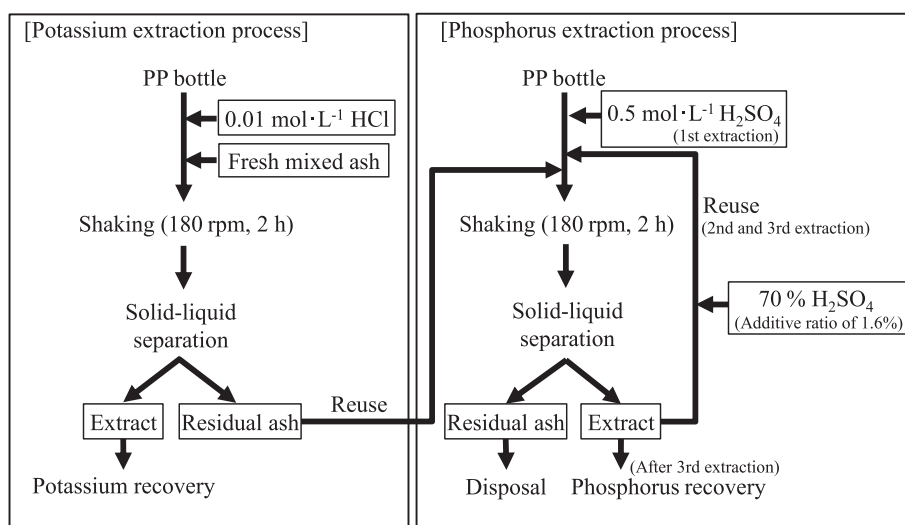 [Potassium extraction process]
PP bottle
0.01 mol·L⁻¹ HCl
Fresh mixed ash
Shaking (180 rpm, 2 h)
Solid-liquid
separation
Extract
Residual ash
Potassium recovery
Reuse
[Phosphorus extraction process]
PP bottle
0.5 mol·L⁻¹ H₂SO₄
(1st extraction)
Reuse
(2nd and 3rd extraction)
Shaking (180 rpm, 2 h)
70 % H₂SO₄
(Additive ratio of 1.6%)
Solid-liquid
separation
Residual ash
Extract
(After 3rd extraction)
Disposal
Phosphorus recovery